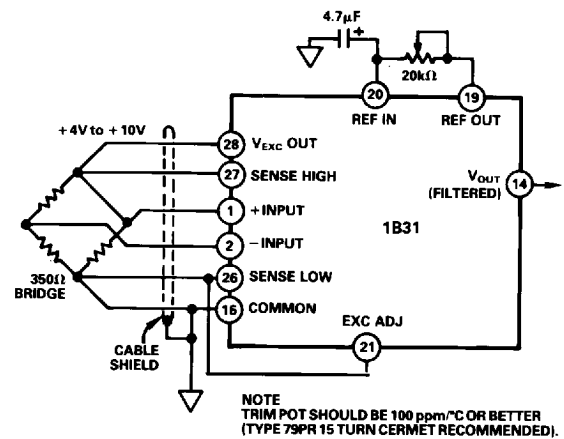 4.7µF
+
20kΩ
20
19
REF IN
REF OUT
+4V to +10V
28 VEXC OUT
27 SENSE HIGH
VOUT
(FILTERED)
14
1 +INPUT
1B31
2 −INPUT
26 SENSE LOW
350Ω
BRIDGE
16 COMMON
EXC ADJ
21
CABLE
SHIELD
NOTE
TRIM POT SHOULD BE 100 ppm/°C OR BETTER
(TYPE 79PR 15 TURN CERMET RECOMMENDED).